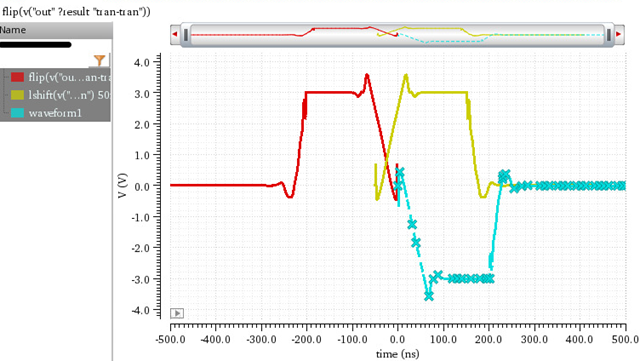 flip(v("out" ?result "tran-tran"))
Name
flip(v("ou...an-tra
lshift(v("...n") 50
waveform1
V (V)
4.0
3.0
2.0
1.0
0.0
-1.0
-2.0
-3.0
-4.0
-500.0 -400.0 -300.0 -200.0 -100.0 0.0 100.0 200.0 300.0 400.0 500.0
time (ns)